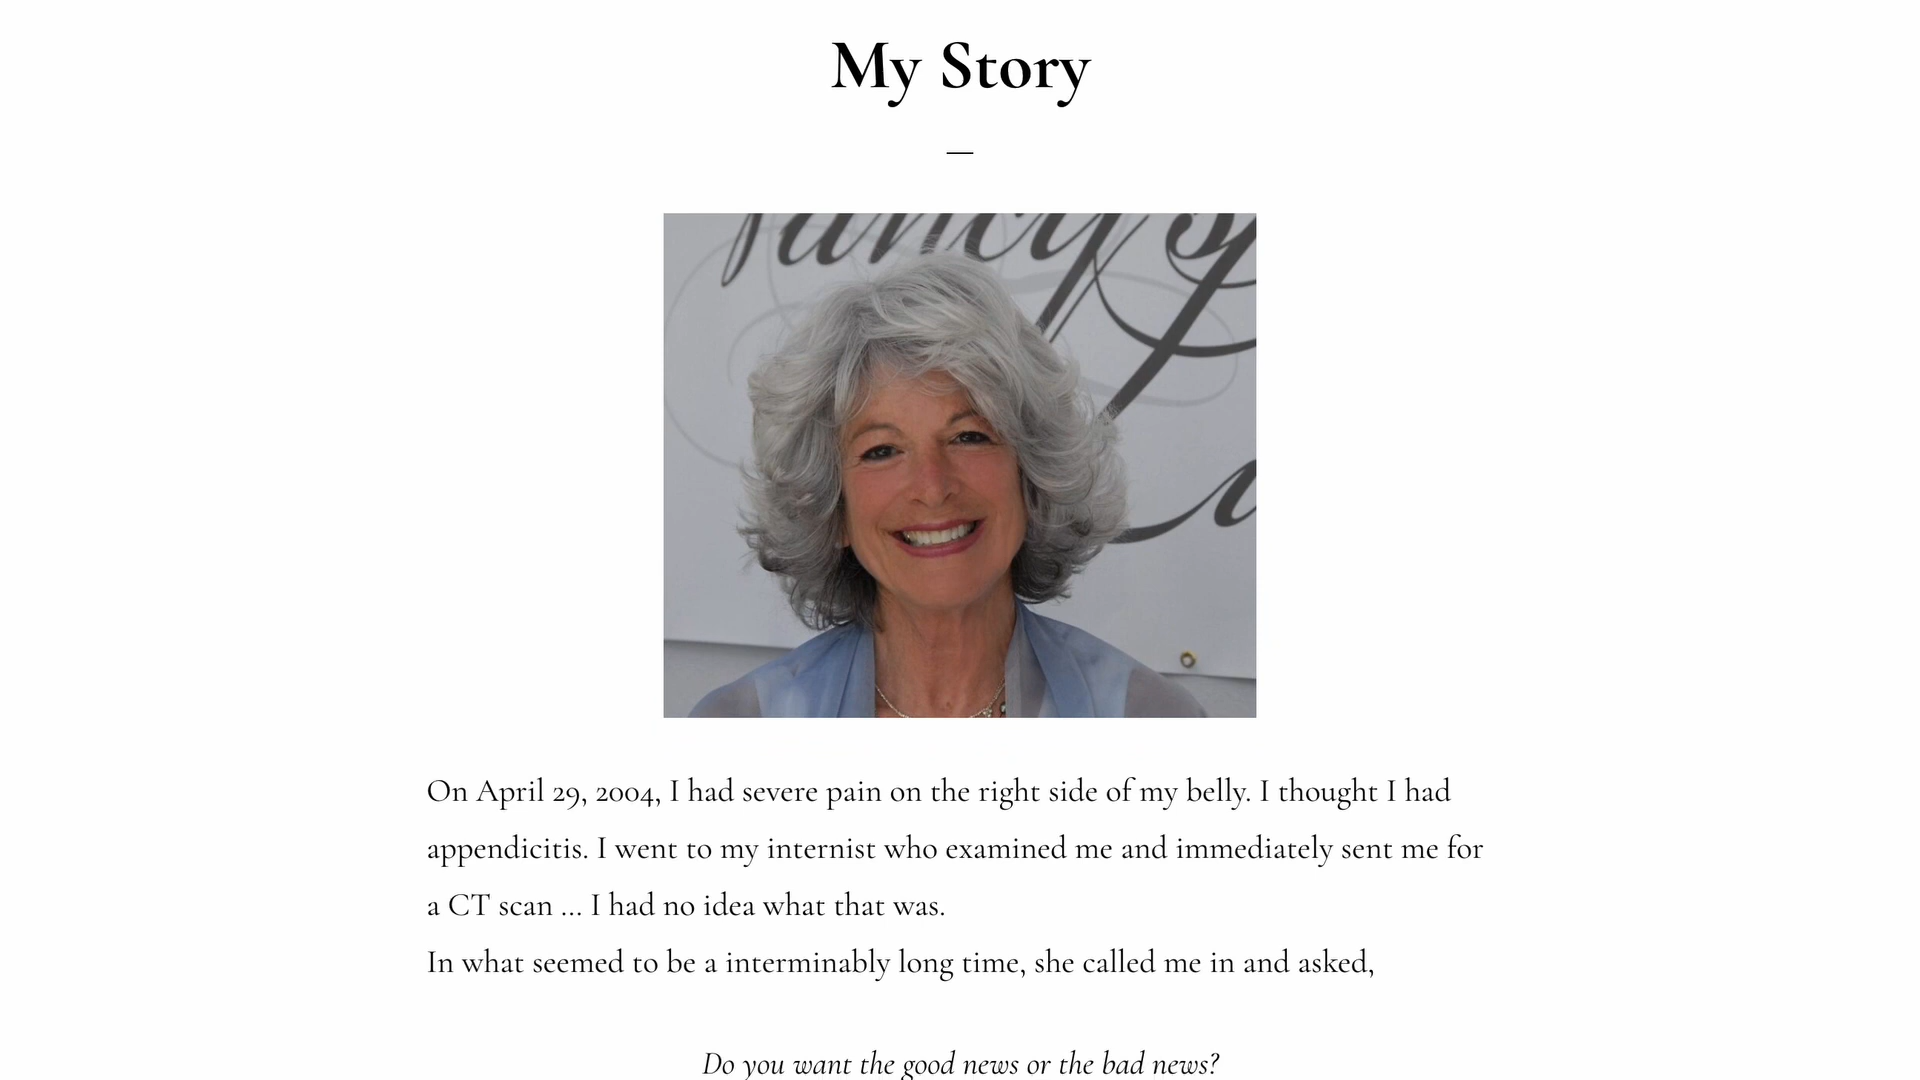 My Story
On April 29, 2004, I had severe pain on the right side of my belly. I thought I had
appendicitis. I went to my internist who examined me and immediately sent me for
a CT scan ... I had no idea what that was.
In what seemed to be a interminably long time, she called me in and asked,
Do you want the good news or the bad news?